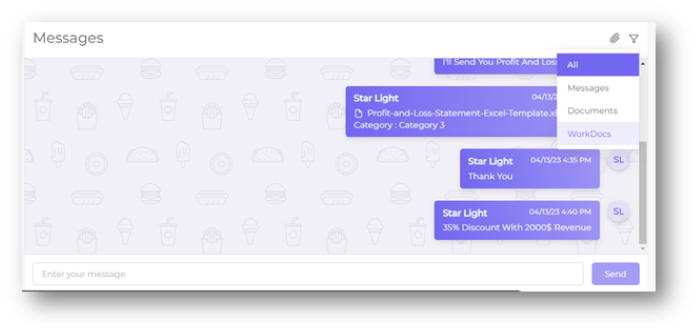 Messages
I'll Send You Profit And Loss
All
Messages
Documents
WorkDocs
Star Light 04/13/2
Profit-and-Loss-Statement-Excel-Template.xl
Category : Category 3
Star Light 04/13/23 4:35 PM
SL
Thank You
Star Light 04/13/23 4:40 PM
SL
35% Discount With 2000$ Revenue
Enter your message
Send